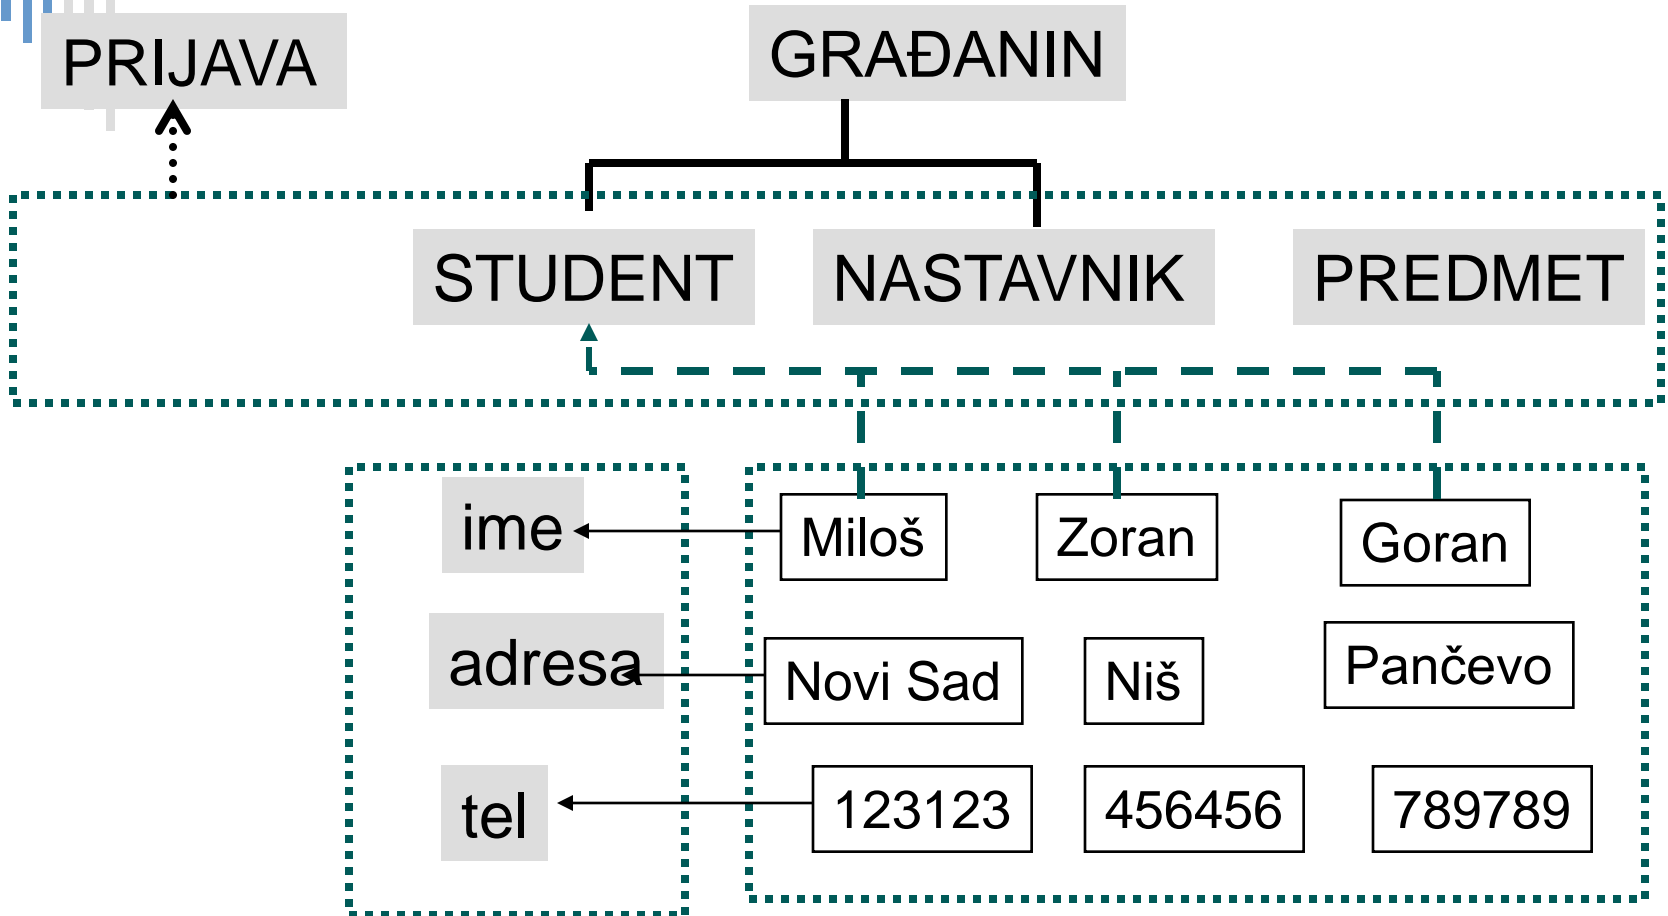 PRIJAVA
GRAĐANIN
STUDENT
NASTAVNIK
PREDMET
ime
Miloš
Zoran
Goran
adresa
Novi Sad
Niš
Pančevo
tel
123123
456456
789789